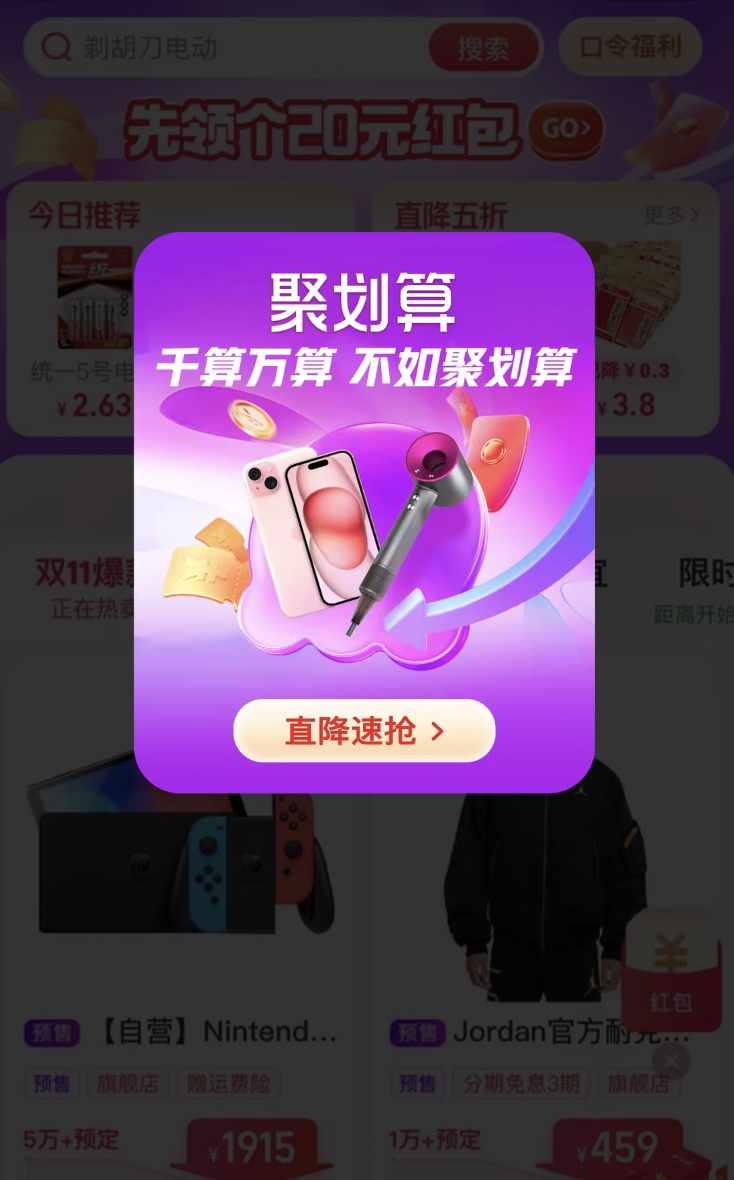 剃胡刀电动
搜索
口令福利
先领个20元红包
GO>
今日推荐
直降五折
更多 >
统一5号电
¥2.63
已降¥0.3
¥3.8
聚划算
千算万算 不如聚划算
直降速抢 >
双11爆
正在热卖
宜
限时
距离开始
预售
【自营】Nintend...
预售
旗舰店
赠运费险
5万+预定
¥1915
预售
Jordan官方耐克...
预售
分期免息3期
旗舰店
1万+预定
¥459
¥
红包